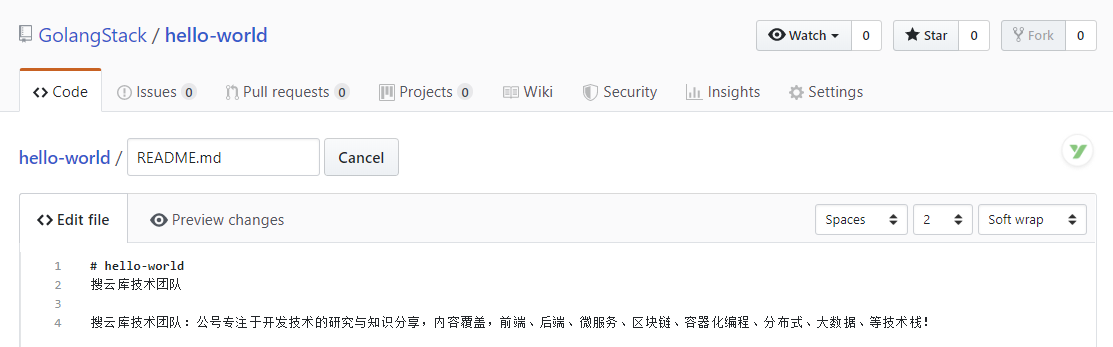 GolangStack / hello-world Watch 0 Star 0 Fork 0
Code Issues 0 Pull requests 0 Projects 0 Wiki Security Insights Settings
hello-world / README.md Cancel
Edit file Preview changes Spaces 2 Soft wrap
1 # hello-world
2 搜云库技术团队
3
4 搜云库技术团队：公号专注于开发技术的研究与知识分享，内容覆盖，前端、后端、微服务、区块链、容器化编程、分布式、大数据、等技术栈！